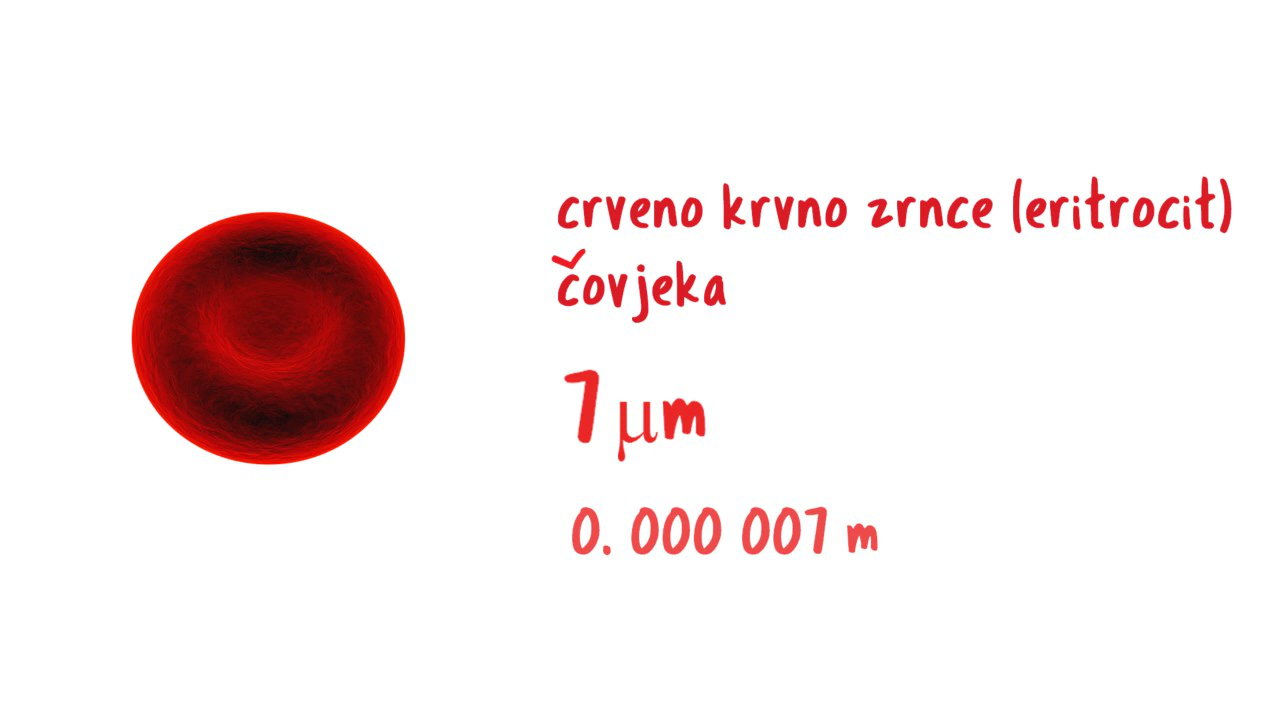 crveno krvno zrnce (eritrocit)
čovjeka
7 μm
0. 000 007 m